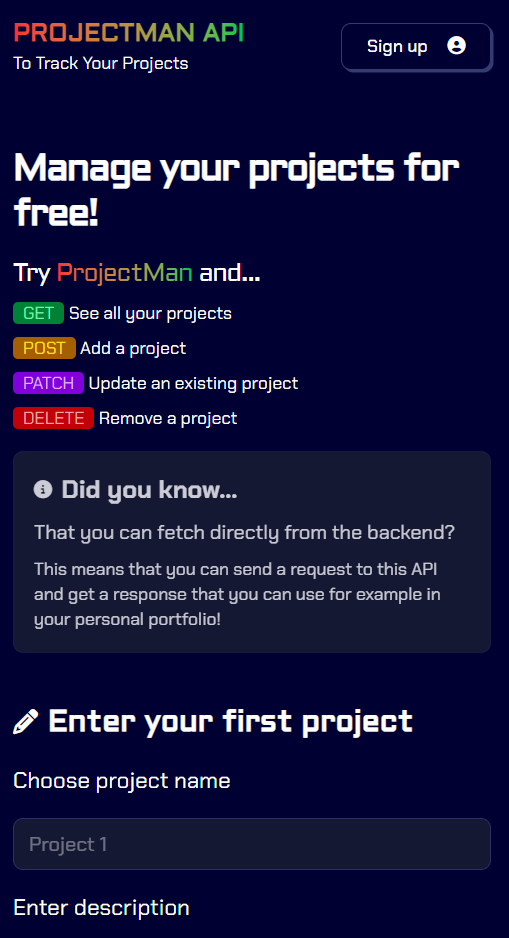 PROJECTMAN API
To Track Your Projects
Sign up
Manage your projects for
free!
Try ProjectMan and...
GET See all your projects
POST Add a project
PATCH Update an existing project
DELETE Remove a project
Did you know...
That you can fetch directly from the backend?
This means that you can send a request to this API
and get a response that you can use for example in
your personal portfolio!
Enter your first project
Choose project name
Project 1
Enter description